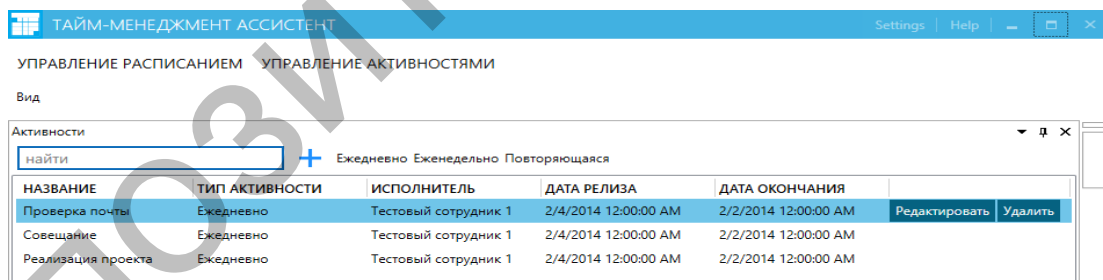 ТАЙМ-МЕНЕДЖМЕНТ АССИСТЕНТ Settings | Help
УПРАВЛЕНИЕ РАСПИСАНИЕМ УПРАВЛЕНИЕ АКТИВНОСТЯМИ
Вид
Активности
найти Ежедневно Еженедельно Повторяющаяся
НАЗВАНИЕ ТИП АКТИВНОСТИ ИСПОЛНИТЕЛЬ ДАТА РЕЛИЗА ДАТА ОКОНЧАНИЯ
Проверка почты Ежедневно Тестовый сотрудник 1 2/4/2014 12:00:00 AM 2/2/2014 12:00:00 AM Редактировать Удалить
Совещание Ежедневно Тестовый сотрудник 1 2/4/2014 12:00:00 AM 2/2/2014 12:00:00 AM
Реализация проекта Ежедневно Тестовый сотрудник 1 2/4/2014 12:00:00 AM 2/2/2014 12:00:00 AM